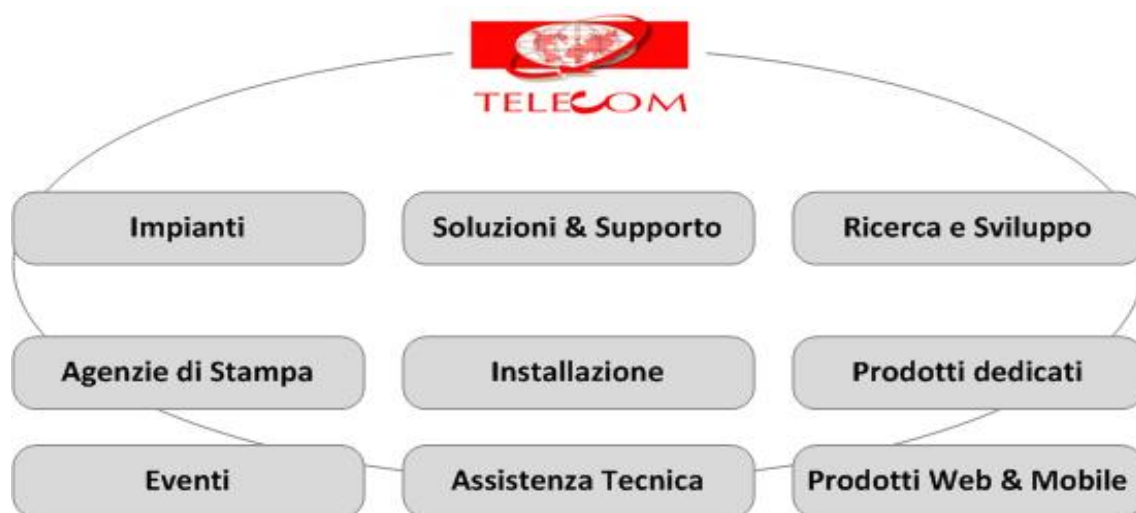 TELECOM
Impianti
Soluzioni & Supporto
Ricerca e Sviluppo
Agenzie di Stampa
Installazione
Prodotti dedicati
Eventi
Assistenza Tecnica
Prodotti Web & Mobile